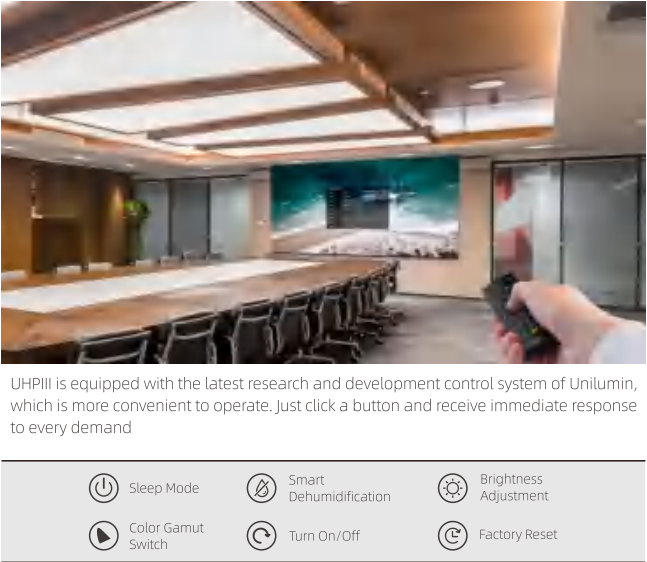 UHPIII is equipped with the latest research and development control system of Unilumin,
which is more convenient to operate. Just click a button and receive immediate response
to every demand
Sleep Mode
Smart
Dehumidification
Brightness
Adjustment
Color Gamut
Switch
Turn On/Off
Factory Reset